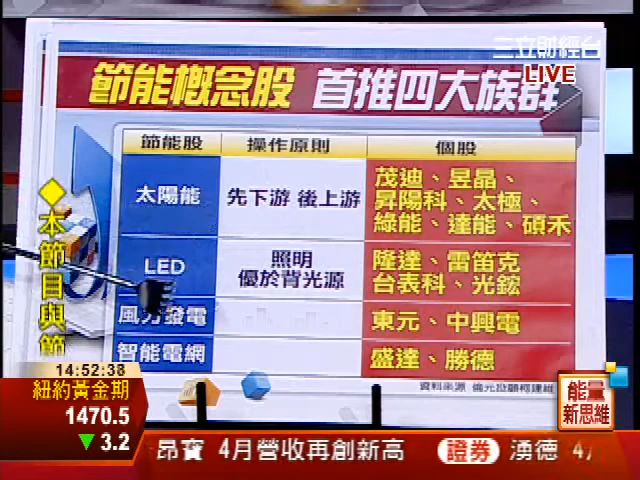 三立財經台
LIVE
節能概念股 首推四大族群
節能股 操作原則 個股
太陽能
先下游 後上游
茂迪、昱晶、
昇陽科、太極、
綠能、達能、碩禾
LED
照明
優於背光源
隆達、雷笛克
台表科、光鋐
風力發電
東元、中興電
智能電網
盛達、勝德
資料來源
◆本節目與節
14:52:38
紐約黃金期
1470.5
▼3.2
能量
新思維
昂寶 4月營收再創新高 證券 湧德